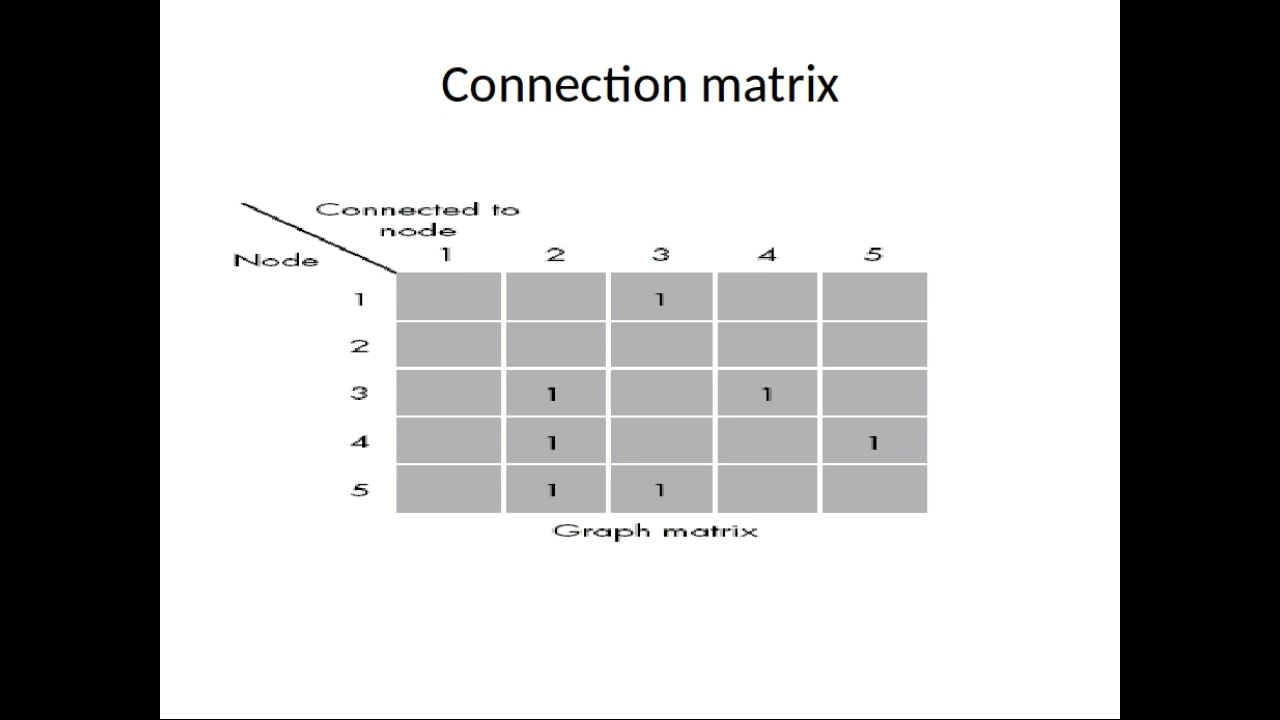 Connection matrix
Connected to
node
Node
1 2 3 4 5
1 1
2
3 1 1
4 1 1
5 1 1
Graph matrix